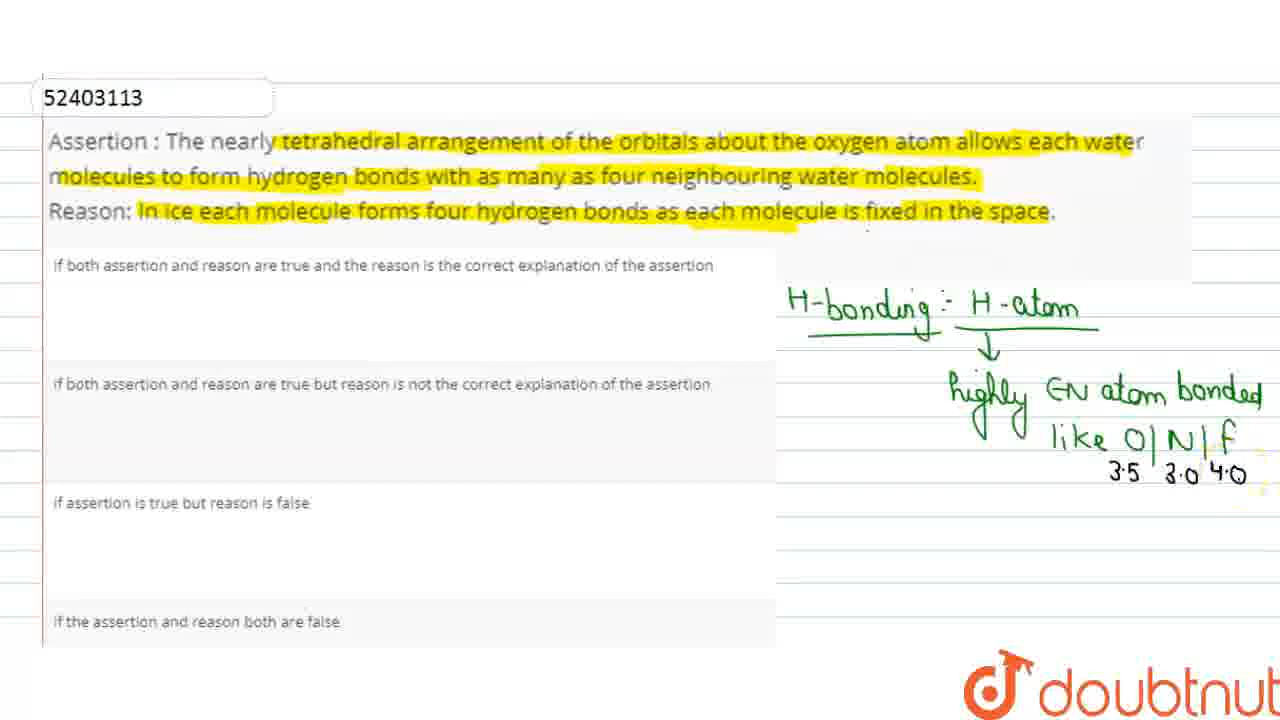 52403113
Assertion : The nearly tetrahedral arrangement of the orbitals about the oxygen atom allows each water
molecules to form hydrogen bonds with as many as four neighbouring water molecules.
Reason: In ice each molecule forms four hydrogen bonds as each molecule is fixed in the space.
if both assertion and reason are true and the reason is the correct explanation of the assertion
H-bonding :- H-atom
if both assertion and reason are true but reason is not the correct explanation of the assertion
highly EN atom bonded
like O| N| F
3.5 3.0 4.0
if assertion is true but reason is false
if the assertion and reason both are false
doubtnut